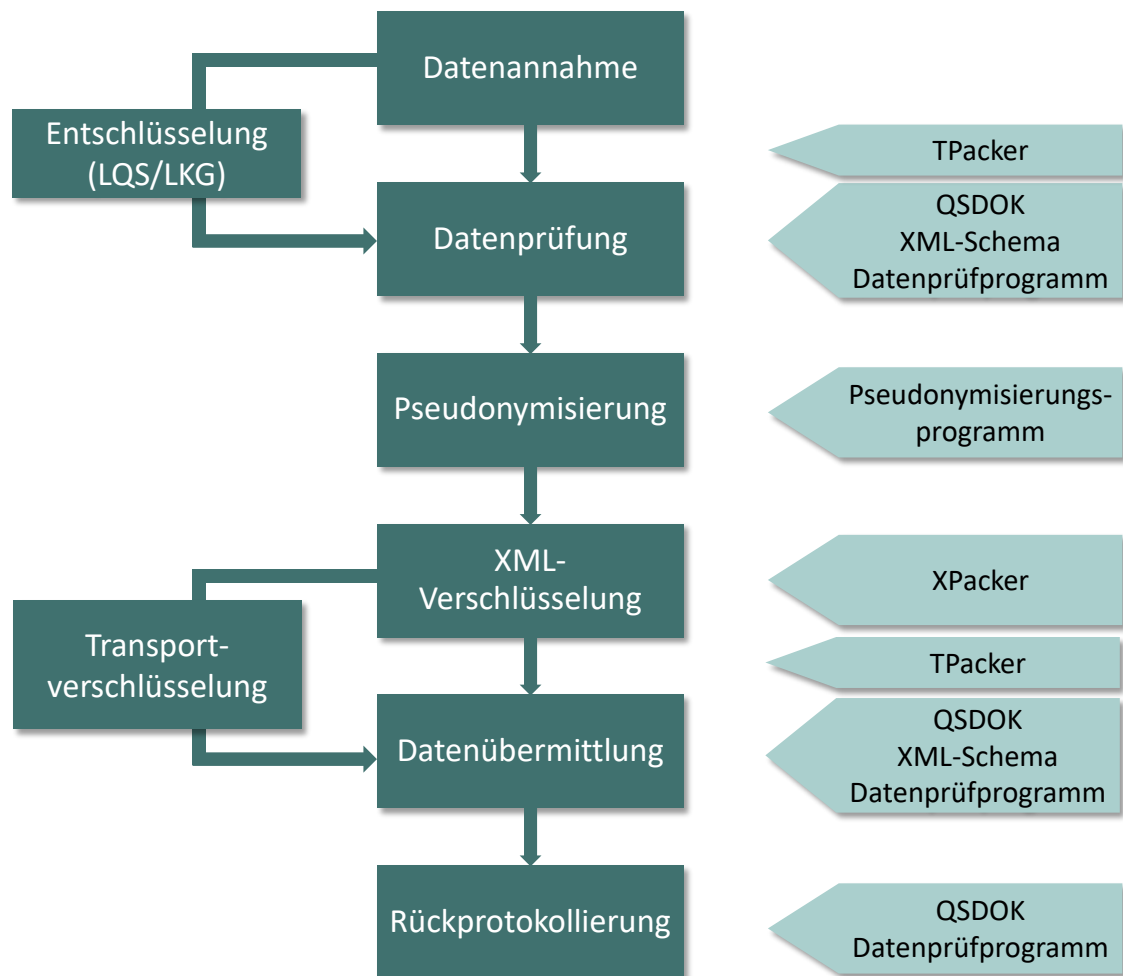 Datenannahme
Entschlüsselung
(LQS/LKG)
TPacker
Datenprüfung
QSDOK
XML-Schema
Datenprüfprogramm
Pseudonymisierung
Pseudonymisierungs-
programm
XML-
Verschlüsselung
XPacker
Transport-
verschlüsselung
TPacker
Datenübermittlung
QSDOK
XML-Schema
Datenprüfprogramm
Rückprotokollierung
QSDOK
Datenprüfprogramm